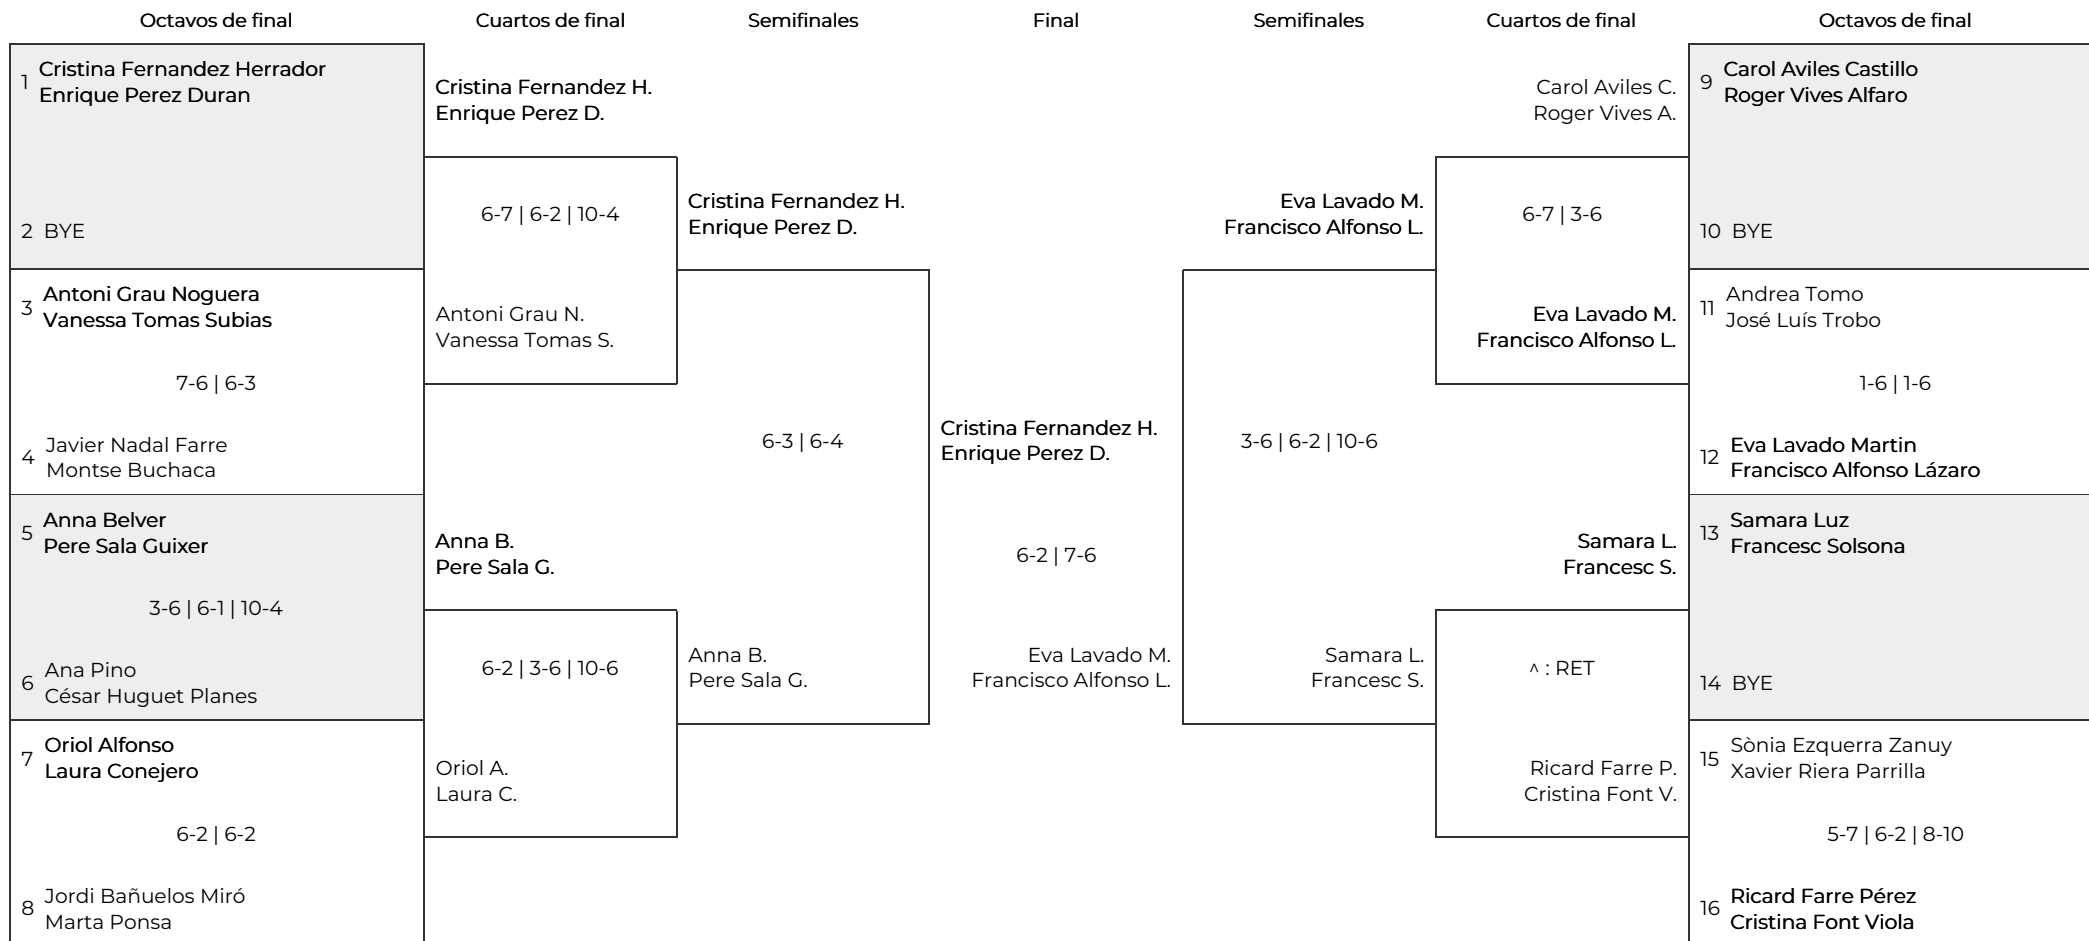 Octavos de final
Cuartos de final
Semifinales
Final
Semifinales
Cuartos de final
Octavos de final
1
Cristina Fernandez Herrador
Enrique Perez Duran
2 BYE
3
Antoni Grau Noguera
Vanessa Tomas Subias
7-6 | 6-3
4
Javier Nadal Farre
Montse Buchaca
5
Anna Belver
Pere Sala Guixer
3-6 | 6-1 | 10-4
6
Ana Pino
César Huguet Planes
7
Oriol Alfonso
Laura Conejero
6-2 | 6-2
8
Jordi Bañuelos Miró
Marta Ponsa
Cristina Fernandez H.
Enrique Perez D.
6-7 | 6-2 | 10-4
Antoni Grau N.
Vanessa Tomas S.
Anna B.
Pere Sala G.
6-2 | 3-6 | 10-6
Oriol A.
Laura C.
Cristina Fernandez H.
Enrique Perez D.
6-3 | 6-4
Anna B.
Pere Sala G.
Cristina Fernandez H.
Enrique Perez D.
6-2 | 7-6
Eva Lavado M.
Francisco Alfonso L.
Eva Lavado M.
Francisco Alfonso L.
3-6 | 6-2 | 10-6
Samara L.
Francesc S.
Carol Aviles C.
Roger Vives A.
6-7 | 3-6
Eva Lavado M.
Francisco Alfonso L.
Samara L.
Francesc S.
^ : RET
Ricard Farre P.
Cristina Font V.
9
Carol Aviles Castillo
Roger Vives Alfaro
10 BYE
11
Andrea Tomo
José Luís Trobo
1-6 | 1-6
12
Eva Lavado Martin
Francisco Alfonso Lázaro
13
Samara Luz
Francesc Solsona
14 BYE
15
Sònia Ezquerra Zanuy
Xavier Riera Parrilla
5-7 | 6-2 | 8-10
16
Ricard Farre Pérez
Cristina Font Viola